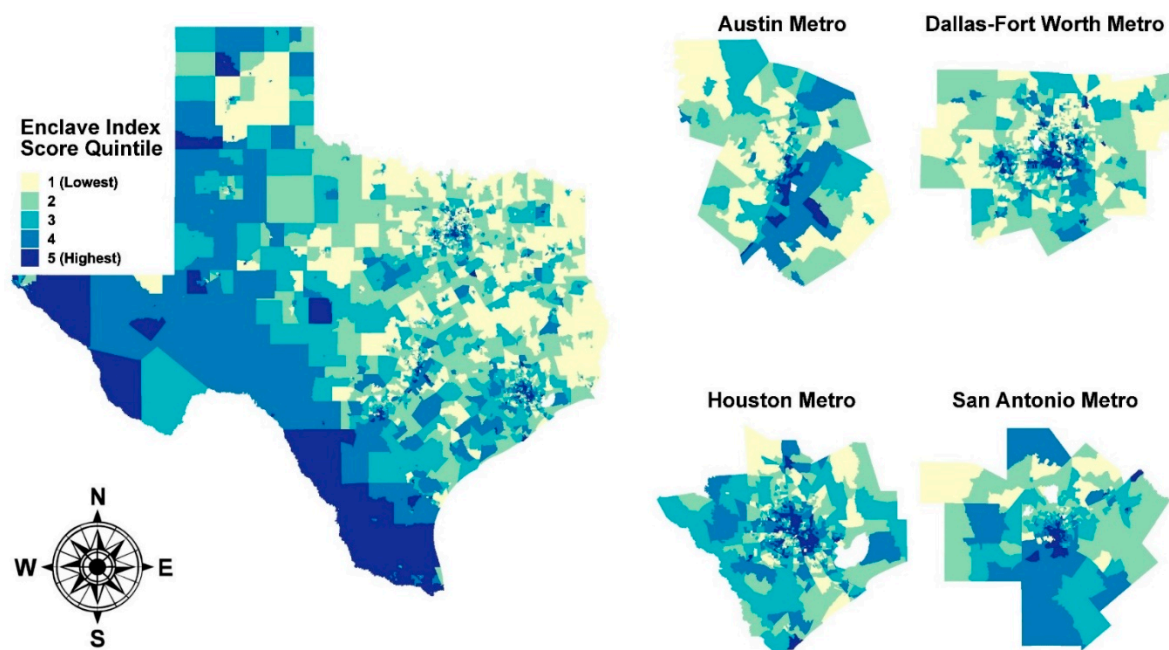 Austin Metro
Dallas-Fort Worth Metro
Enclave Index
Score Quintile
1 (Lowest)
2
3
4
5 (Highest)
Houston Metro
San Antonio Metro
N
W
E
S